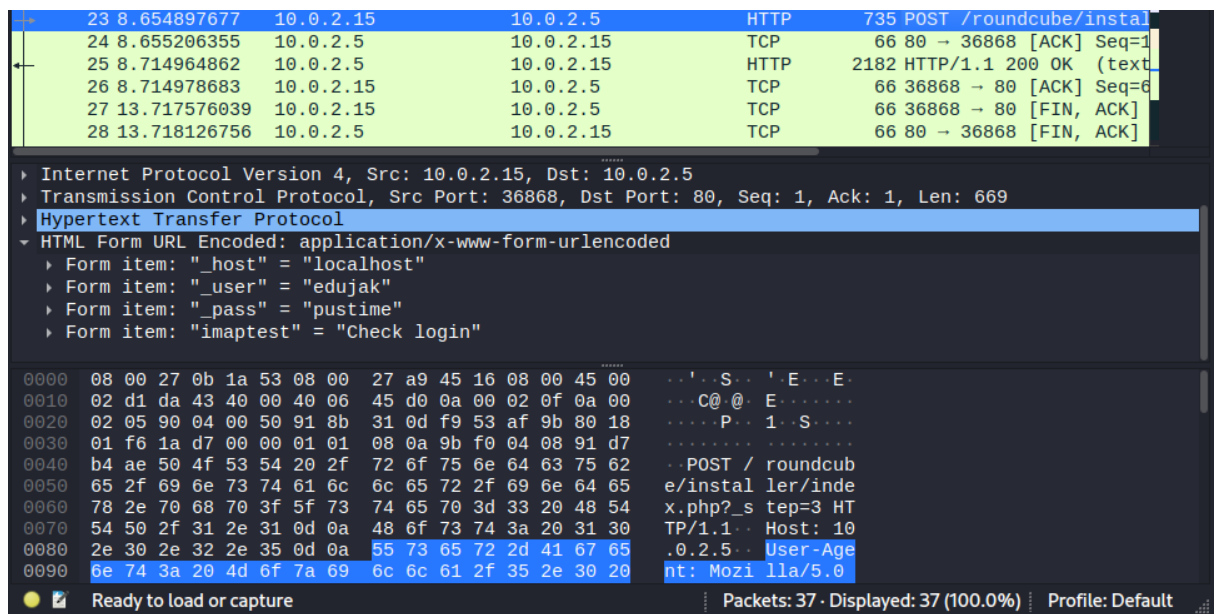 23 8.654897677 10.0.2.15 10.0.2.5 HTTP 735 POST /roundcube/instal
24 8.655206355 10.0.2.5 10.0.2.15 TCP 66 80 → 36868 [ACK] Seq=1
25 8.714964862 10.0.2.5 10.0.2.15 HTTP 2182 HTTP/1.1 200 OK (text
26 8.714978683 10.0.2.15 10.0.2.5 TCP 66 36868 → 80 [ACK] Seq=6
27 13.717576039 10.0.2.15 10.0.2.5 TCP 66 36868 → 80 [FIN, ACK]
28 13.718126756 10.0.2.5 10.0.2.15 TCP 66 80 → 36868 [FIN, ACK]
Internet Protocol Version 4, Src: 10.0.2.15, Dst: 10.0.2.5
Transmission Control Protocol, Src Port: 36868, Dst Port: 80, Seq: 1, Ack: 1, Len: 669
Hypertext Transfer Protocol
HTML Form URL Encoded: application/x-www-form-urlencoded
Form item: "_host" = "localhost"
Form item: "_user" = "edujak"
Form item: "_pass" = "pustime"
Form item: "imaptest" = "Check login"
0000 08 00 27 0b 1a 53 08 00 27 a9 45 16 08 00 45 00 ··'··S·· '·E···E·
0010 02 d1 da 43 40 00 40 06 45 d0 0a 00 02 0f 0a 00 ···C@·@· E·······
0020 02 05 90 04 00 50 91 8b 31 0d f9 53 af 9b 80 18 ·····P·· 1··S····
0030 01 f6 1a d7 00 00 01 01 08 0a 9b f0 04 08 91 d7 ········ ········
0040 b4 ae 50 4f 53 54 20 2f 72 6f 75 6e 64 63 75 62 ··POST / roundcub
0050 65 2f 69 6e 73 74 61 6c 6c 65 72 2f 69 6e 64 65 e/instal ler/inde
0060 78 2e 70 68 70 3f 5f 73 74 65 70 3d 33 20 48 54 x.php?_s tep=3 HT
0070 54 50 2f 31 2e 31 0d 0a 48 6f 73 74 3a 20 31 30 TP/1.1·· Host: 10
0080 2e 30 2e 32 2e 35 0d 0a 55 73 65 72 2d 41 67 65 .0.2.5·· User-Age
0090 6e 74 3a 20 4d 6f 7a 69 6c 6c 61 2f 35 2e 30 20 nt: Mozi lla/5.0
Ready to load or capture Packets: 37 · Displayed: 37 (100.0%) Profile: Default